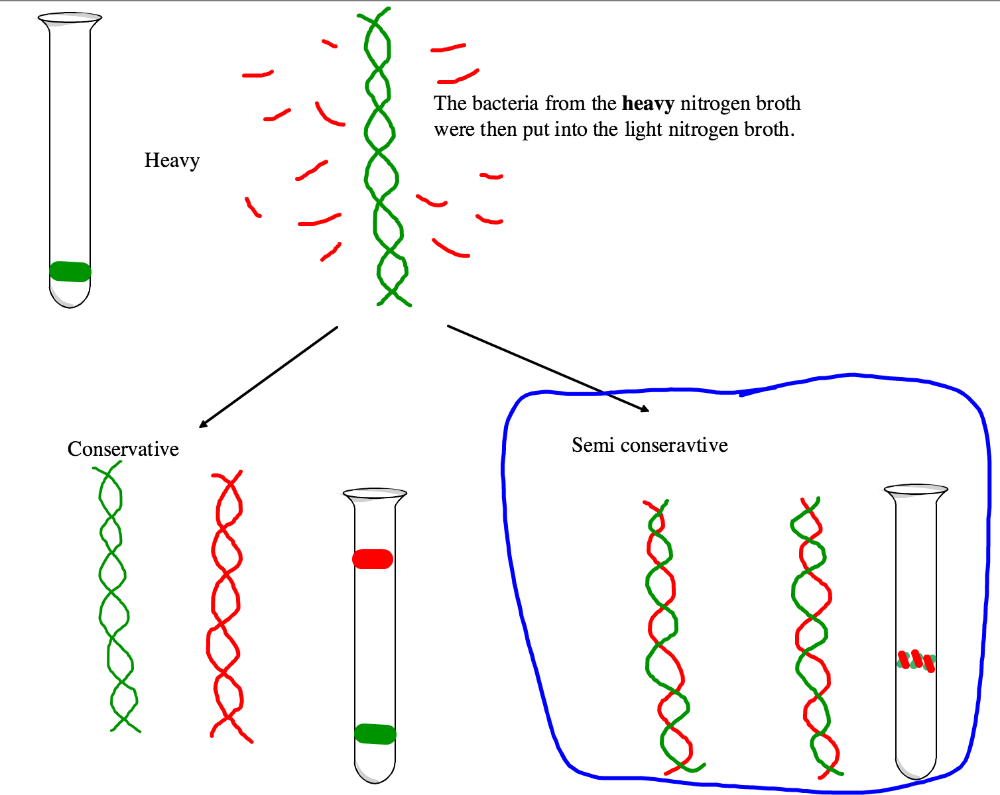 The bacteria from the heavy nitrogen broth
were then put into the light nitrogen broth.
Heavy
Conservative
Semi conseravtive